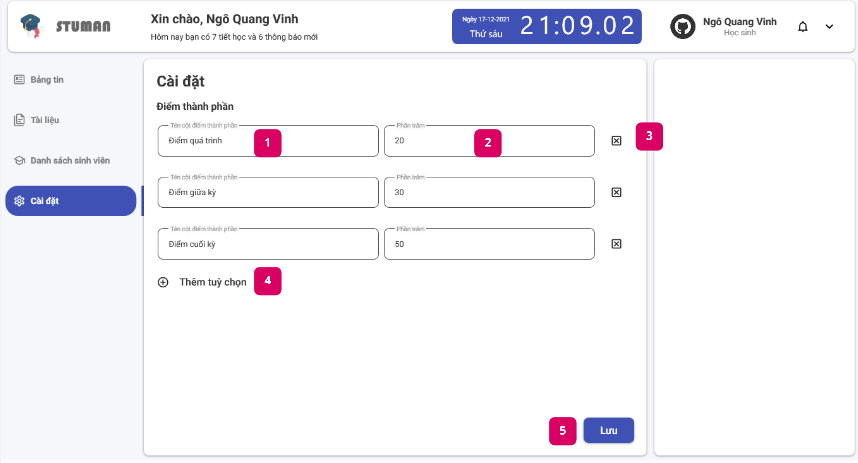 STUMAN
Xin chào, Ngô Quang Vinh
Hôm nay bạn có 7 tiết học và 6 thông báo mới
Ngày 17-12-2021
Thứ sáu
21:09.02
Ngô Quang Vinh
Học sinh
Bảng tin
Tài liệu
Danh sách sinh viên
Cài đặt
Cài đặt
Điểm thành phần
Tên cột điểm thành phần
Điểm quá trình
1
Phần trăm
20
2
3
Tên cột điểm thành phần
Điểm giữa kỳ
Phần trăm
30
Tên cột điểm thành phần
Điểm cuối kỳ
Phần trăm
50
Thêm tuỳ chọn
4
5
Lưu